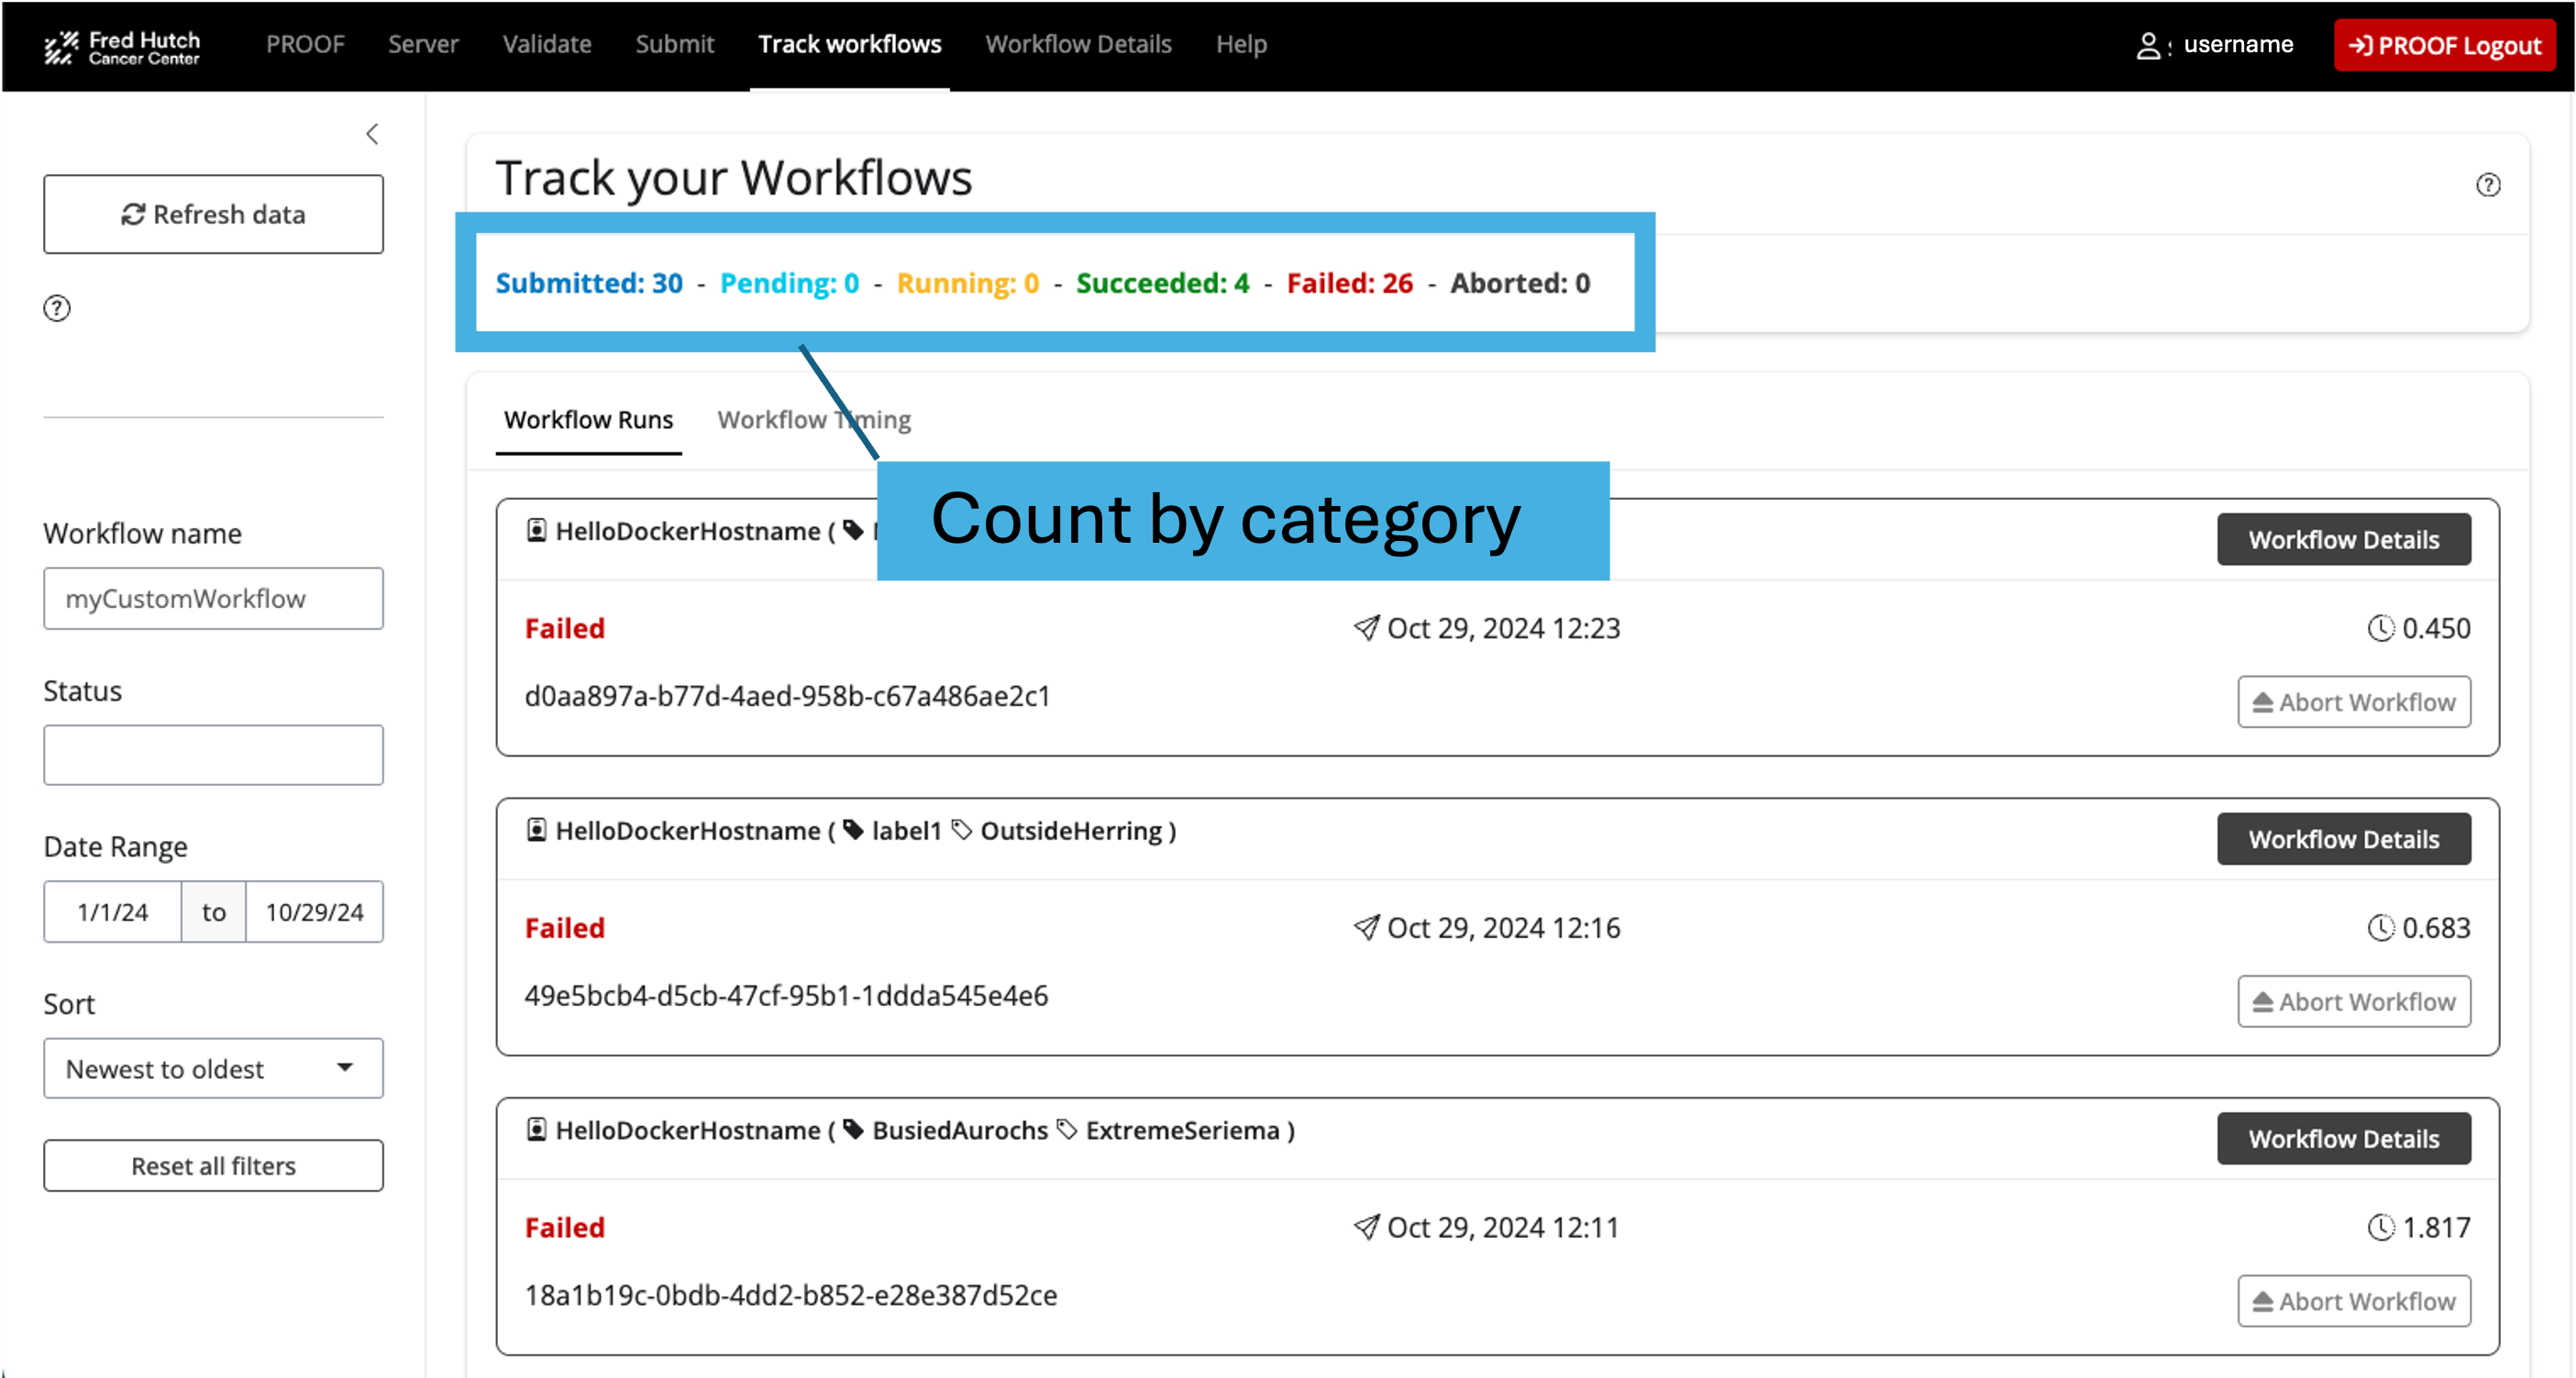 Fred Hutch
Cancer Center
PROOF Server Validate Submit Track workflows Workflow Details Help
: username PROOF Logout
Refresh data
Workflow name
myCustomWorkflow
Status
Date Range
1/1/24 to 10/29/24
Sort
Newest to oldest
Reset all filters
Track your Workflows
Submitted: 30 - Pending: 0 - Running: 0 - Succeeded: 4 - Failed: 26 - Aborted: 0
Workflow Runs Workflow Timing
Count by category
HelloDockerHostname (
Workflow Details
Failed Oct 29, 2024 12:23 0.450
d0aa897a-b77d-4aed-958b-c67a486ae2c1
Abort Workflow
HelloDockerHostname ( label1 OutsideHerring )
Workflow Details
Failed Oct 29, 2024 12:16 0.683
49e5bcb4-d5cb-47cf-95b1-1ddda545e4e6
Abort Workflow
HelloDockerHostname ( BusiedAurochs ExtremeSeriema )
Workflow Details
Failed Oct 29, 2024 12:11 1.817
18a1b19c-0bdb-4dd2-b852-e28e387d52ce
Abort Workflow